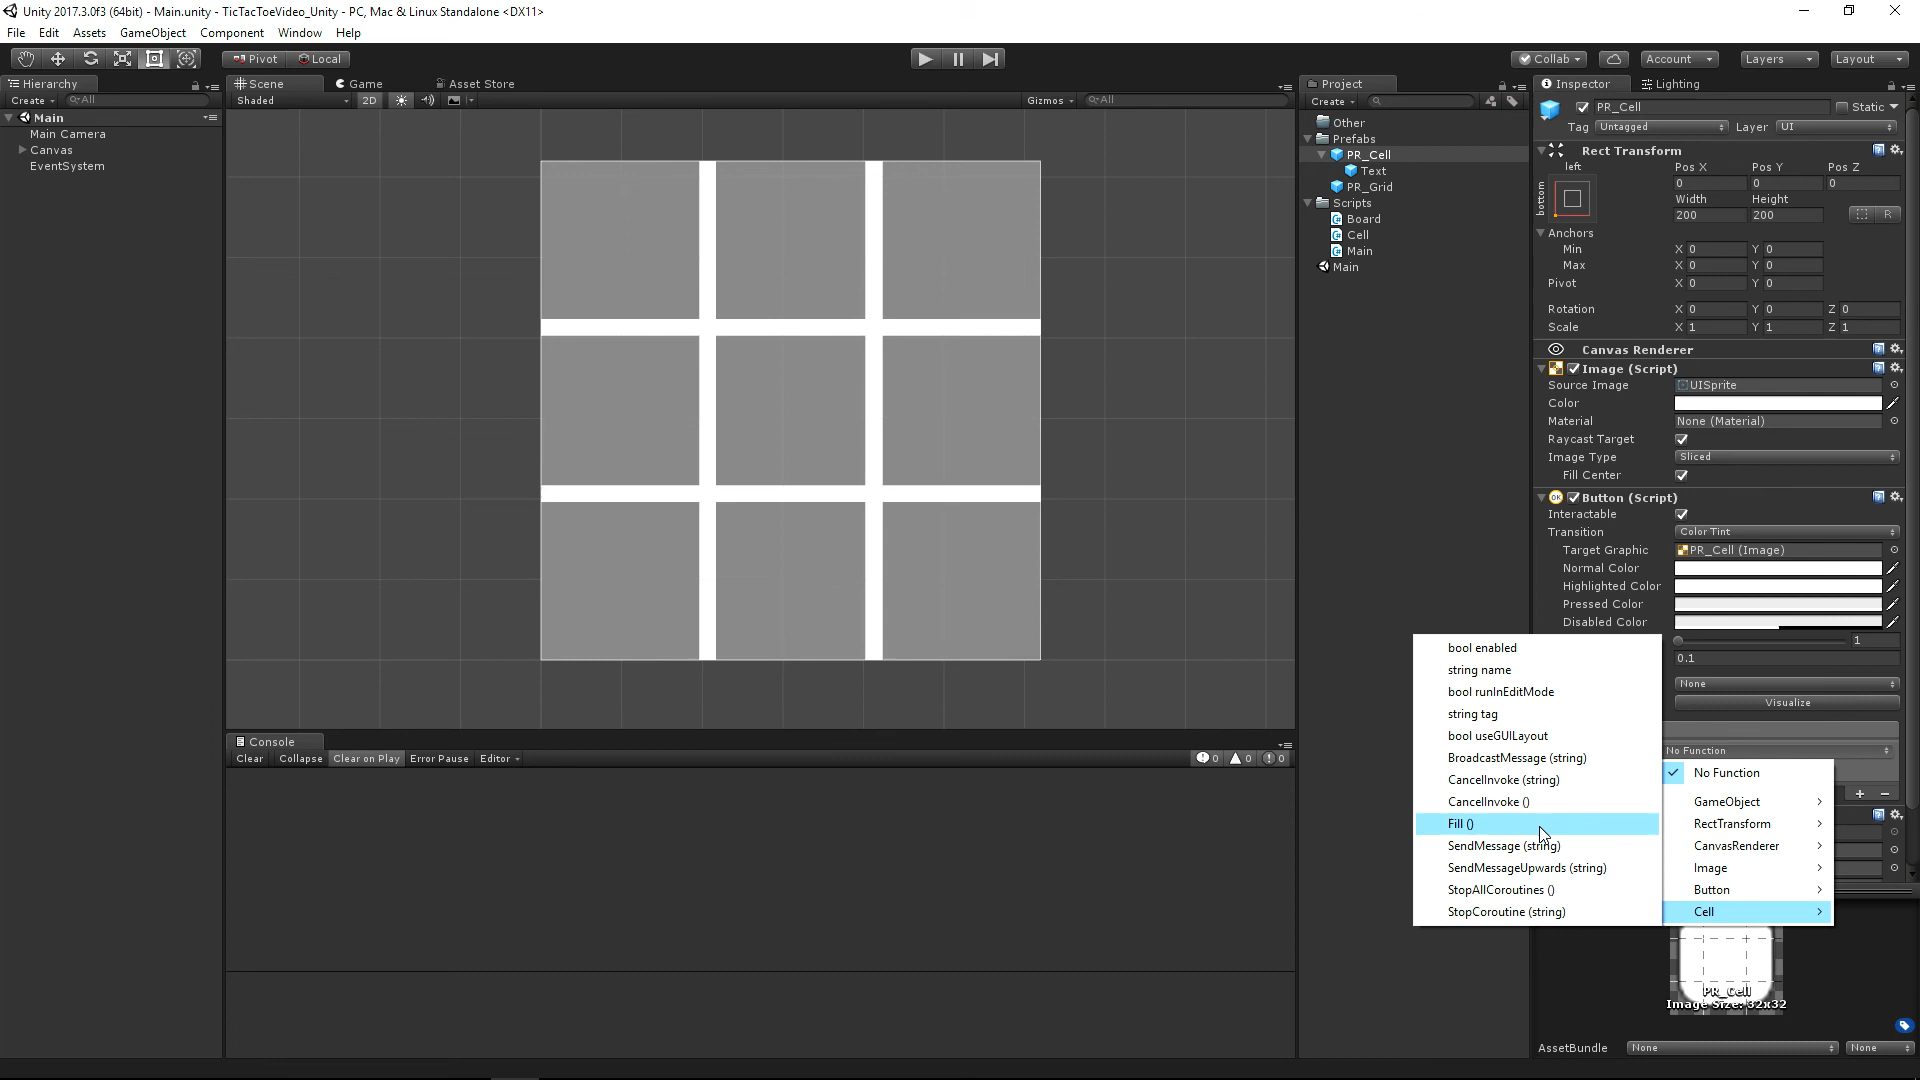 Unity 2017.3.0f3 (64bit) - Main.unity - TicTacToeVideo_Unity - PC, Mac & Linux Standalone <DX11>
File Edit Assets GameObject Component Window Help
Pivot Local Collab Account Layers Layout
Hierarchy
Create All
Main
Main Camera
Canvas
EventSystem
Scene Game Asset Store
Shaded 2D Gizmos All
Console
Clear Collapse Clear on Play Error Pause Editor 0 0 0
Project
Create
Other
Prefabs
PR_Cell
Text
PR_Grid
Scripts
Board
Cell
Main
Main
Inspector Lighting
PR_Cell Static
Tag Untagged Layer UI
Rect Transform
left Pos X Pos Y Pos Z
bottom 0 0 0
Width Height
200 200 R
Anchors
Min X 0 Y 0
Max X 0 Y 0
Pivot X 0 Y 0
Rotation X 0 Y 0 Z 0
Scale X 1 Y 1 Z 1
Canvas Renderer
Image (Script)
Source Image UISprite
Color
Material None (Material)
Raycast Target
Image Type Sliced
Fill Center
Button (Script)
Interactable
Transition Color Tint
Target Graphic PR_Cell (Image)
Normal Color
Highlighted Color
Pressed Color
Disabled Color
1
0.1
None
Visualize
No Function
bool enabled
string name
bool runInEditMode
string tag
bool useGUILayout
BroadcastMessage (string)
CancelInvoke (string)
CancelInvoke ()
Fill ()
SendMessage (string)
SendMessageUpwards (string)
StopAllCoroutines ()
StopCoroutine (string)
No Function
GameObject
RectTransform
CanvasRenderer
Image
Button
Cell
PR_Cell
Image Size: 32x32
AssetBundle None None